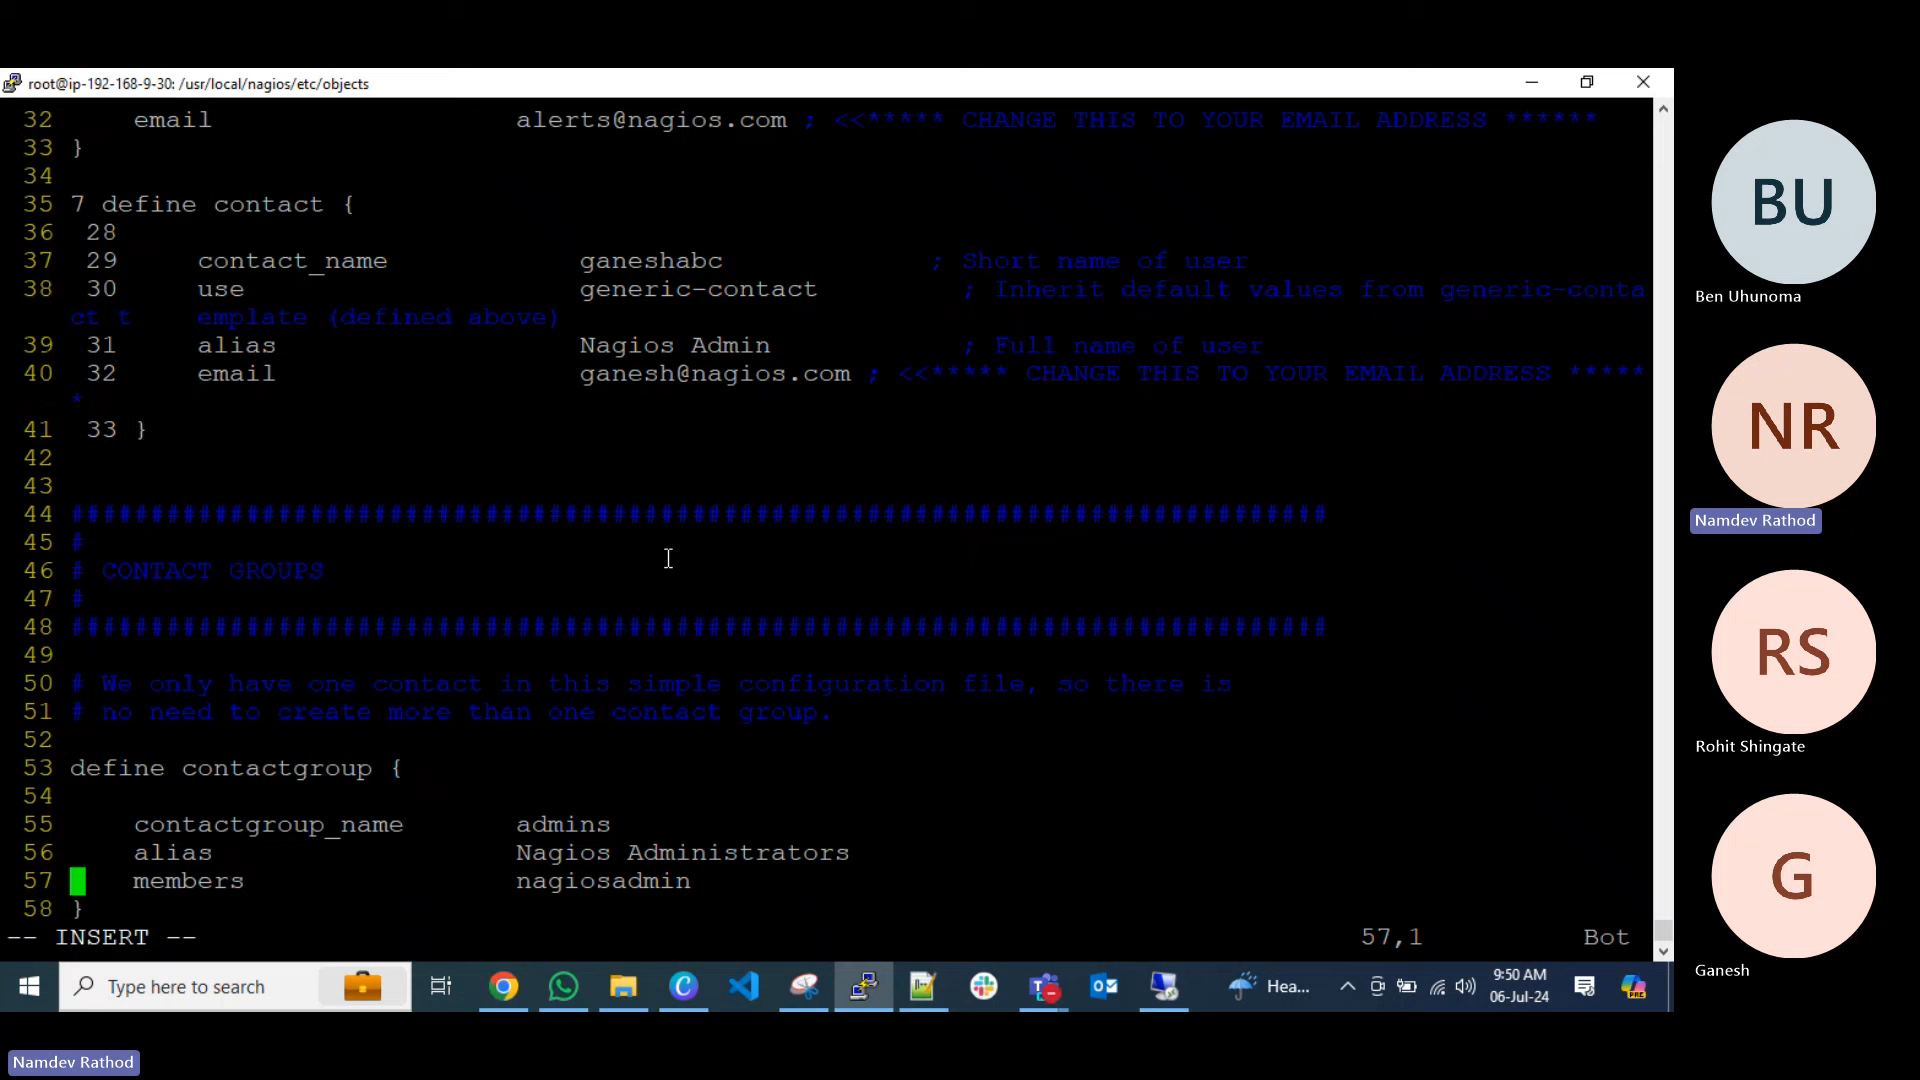 root@ip-192-168-9-30: /usr/local/nagios/etc/objects
32     email                   alerts@nagios.com ; <<***** CHANGE THIS TO YOUR EMAIL ADDRESS ******
33 }
34
35 7 define contact {
36  28
37  29     contact_name            ganeshabc             ; Short name of user
38  30     use                     generic-contact         ; Inherit default values from generic-conta
ct t    emplate (defined above)
39  31     alias                   Nagios Admin            ; Full name of user
40  32     email                   ganesh@nagios.com ; <<***** CHANGE THIS TO YOUR EMAIL ADDRESS *****
*
41  33 }
42
43
44 ###############################################################################
45 #
46 # CONTACT GROUPS
47 #
48 ###############################################################################
49
50 # We only have one contact in this simple configuration file, so there is
51 # no need to create more than one contact group.
52
53 define contactgroup {
54
55     contactgroup_name       admins
56     alias                   Nagios Administrators
57     members                 nagiosadmin
58 }
-- INSERT --                                                                      57,1          Bot
Type here to search
Hea...
9:50 AM
06-Jul-24
BU
Ben Uhunoma
NR
Namdev Rathod
RS
Rohit Shingate
G
Ganesh
Namdev Rathod